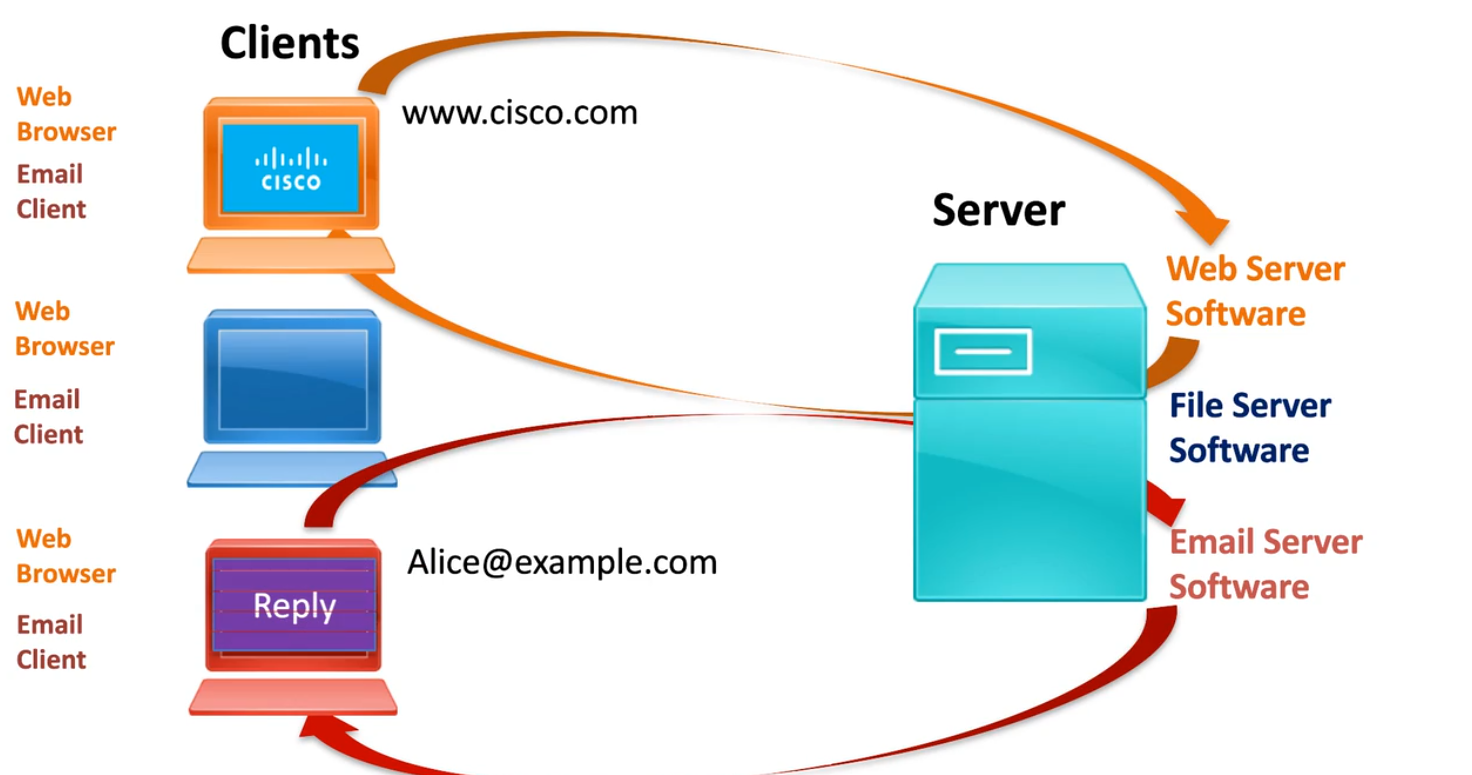 Clients
Web
Browser
Email
Client
www.cisco.com
CISCO
Server
Web Server
Software
Web
Browser
Email
Client
File Server
Software
Web
Browser
Email
Client
Reply
Alice@example.com
Email Server
Software